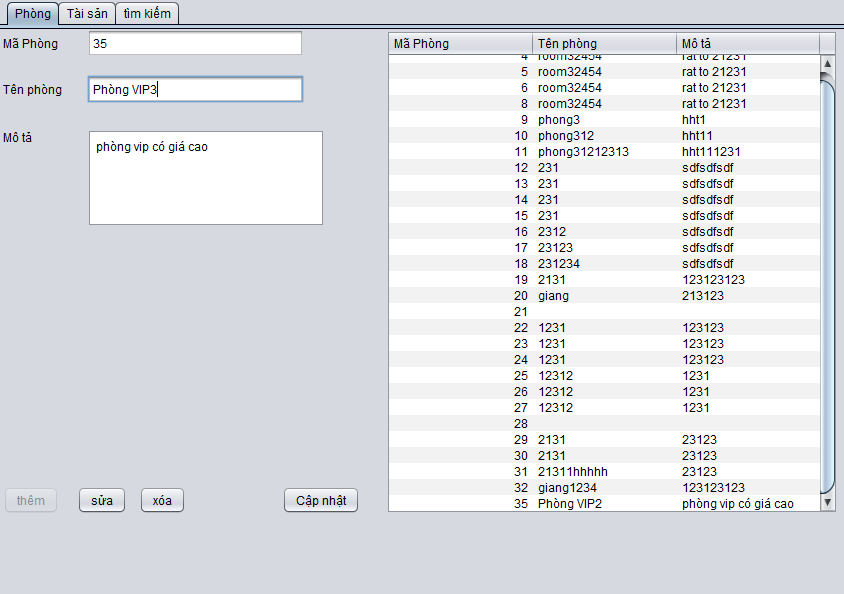 Phòng Tài sản tìm kiếm
Mã Phòng 35
Tên phòng Phòng VIP3
Mô tả phòng vip có giá cao
thêm sửa xóa Cập nhật
Mã Phòng Tên phòng Mô tả
4 room32454 rat to 21231
5 room32454 rat to 21231
6 room32454 rat to 21231
8 room32454 rat to 21231
9 phong3 hht1
10 phong312 hht11
11 phong31212313 hht111231
12 231 sdfsdfsdf
13 231 sdfsdfsdf
14 231 sdfsdfsdf
15 231 sdfsdfsdf
16 2312 sdfsdfsdf
17 23123 sdfsdfsdf
18 231234 sdfsdfsdf
19 2131 123123123
20 giang 213123
21
22 1231 123123
23 1231 123123
24 1231 123123
25 12312 1231
26 12312 1231
27 12312 1231
28
29 2131 23123
30 2131 23123
31 21311hhhhh 23123
32 giang1234 123123123
35 Phòng VIP2 phòng vip có giá cao